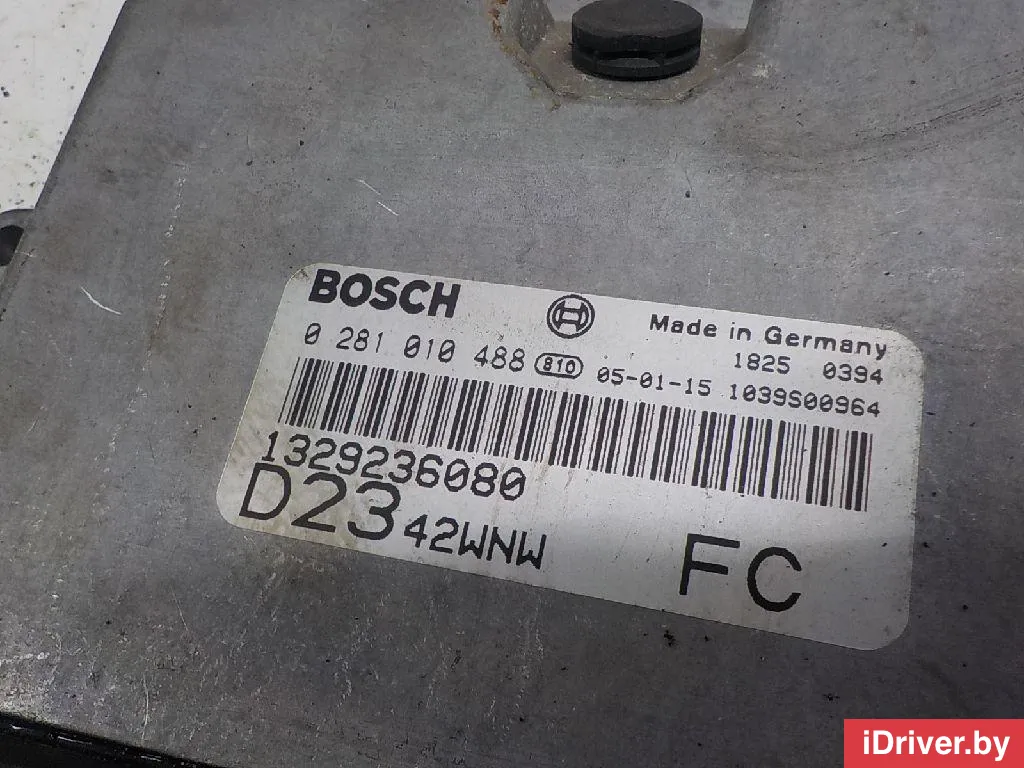 BOSCH
Made in Germany
0 281 010 488 810
1825 0394
05-01-15 1039S00964
1329236080
D23 42WNW
FC
iDriver.by